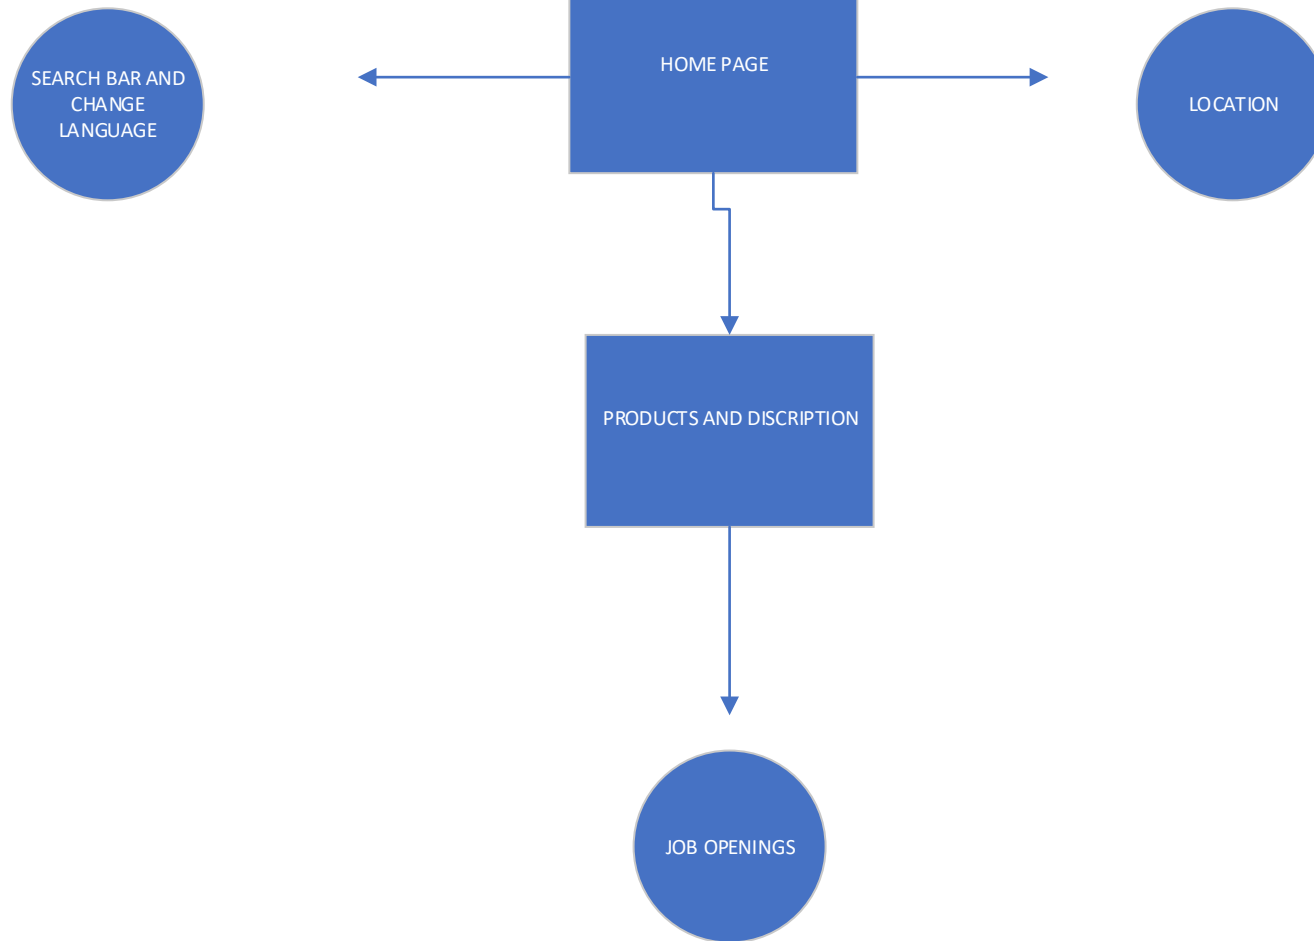 SEARCH BAR AND
CHANGE
LANGUAGE
HOME PAGE
LOCATION
PRODUCTS AND DISCRIPTION
JOB OPENINGS